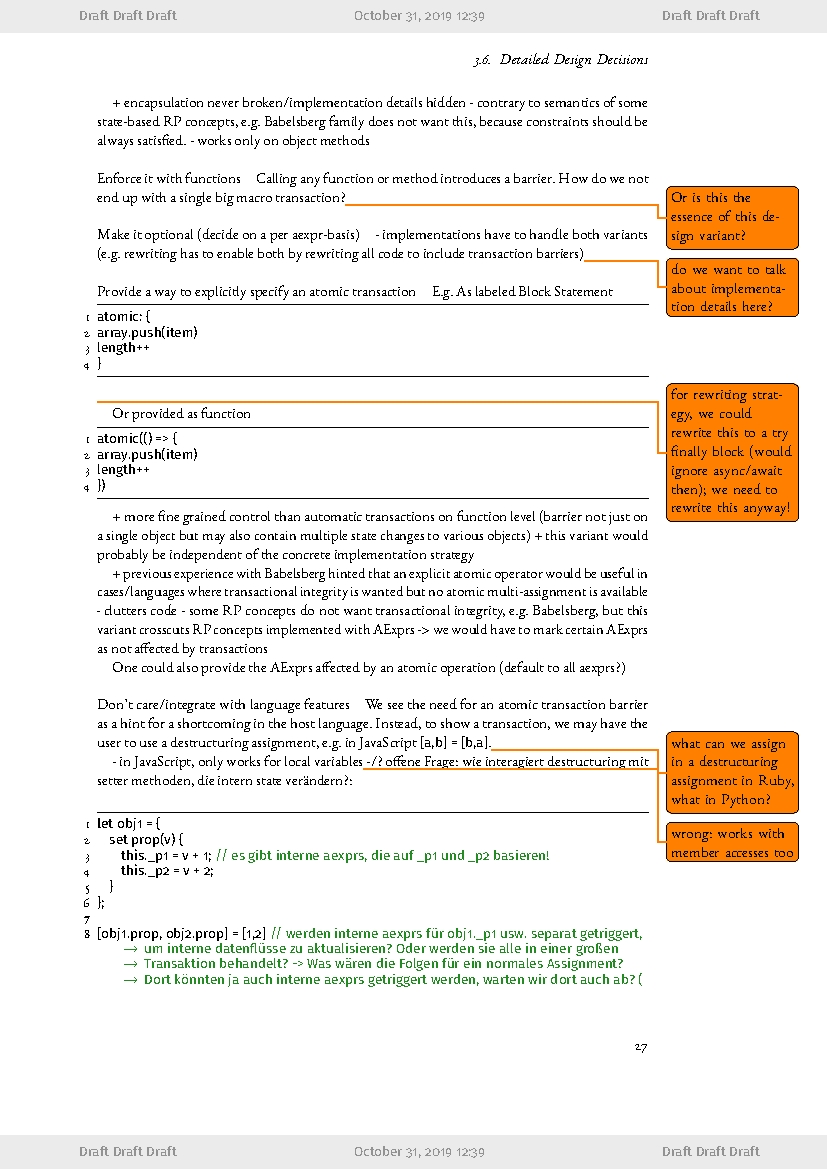 Draft Draft Draft October 31, 2019 12:39 Draft Draft Draft
3.6. Detailed Design Decisions
+ encapsulation never broken/implementation details hidden - contrary to semantics of some
state-based RP concepts, e.g. Babelsberg family does not want this, because constraints should be
always satisfied. - works only on object methods
Enforce it with functions Calling any function or method introduces a barrier. How do we not
end up with a single big macro transaction?
Or is this the
essence of this de-
sign variant?
Make it optional (decide on a per aexpr-basis) - implementations have to handle both variants
(e.g. rewriting has to enable both by rewriting all code to include transaction barriers)
do we want to talk
about implementa-
tion details here?
Provide a way to explicitly specify an atomic transaction E.g. As labeled Block Statement
1 atomic: {
2 array.push(item)
3 length++
4 }
for rewriting strat-
egy, we could
rewrite this to a try
finally block (would
ignore async/await
then); we need to
rewrite this anyway!
Or provided as function
1 atomic(() => {
2 array.push(item)
3 length++
4 })
+ more fine grained control than automatic transactions on function level (barrier not just on
a single object but may also contain multiple state changes to various objects) + this variant would
probably be independent of the concrete implementation strategy
+ previous experience with Babelsberg hinted that an explicit atomic operator would be useful in
cases/languages where transactional integrity is wanted but no atomic multi-assignment is available
- clutters code - some RP concepts do not want transactional integrity, e.g. Babelsberg, but this
variant crosscuts RP concepts implemented with AExprs -> we would have to mark certain AExprs
as not affected by transactions
One could also provide the AExprs affected by an atomic operation (default to all aexprs?)
Don't care/integrate with language features We see the need for an atomic transaction barrier
as a hint for a shortcoming in the host language. Instead, to show a transaction, we may have the
user to use a destructuring assignment, e.g. in JavaScript [a,b] = [b,a].
- in JavaScript, only works for local variables -/? offene Frage: wie interagiert destructuring mit
setter methoden, die intern state verändern?:
what can we assign
in a destructuring
assignment in Ruby,
what in Python?
wrong: works with
member accesses too
1 let obj1 = {
2 set prop(v) {
3 this._p1 = v + 1; // es gibt interne aexprs, die auf _p1 und _p2 basieren!
4 this._p2 = v + 2;
5 }
6 };
7
8 [obj1.prop, obj2.prop] = [1,2] // werden interne aexprs für obj1._p1 usw. separat getriggert,
→ um interne datenflüsse zu aktualisieren? Oder werden sie alle in einer großen
→ Transaktion behandelt? -> Was wären die Folgen für ein normales Assignment?
→ Dort könnten ja auch interne aexprs getriggert werden, warten wir dort auch ab? (
27
Draft Draft Draft October 31, 2019 12:39 Draft Draft Draft